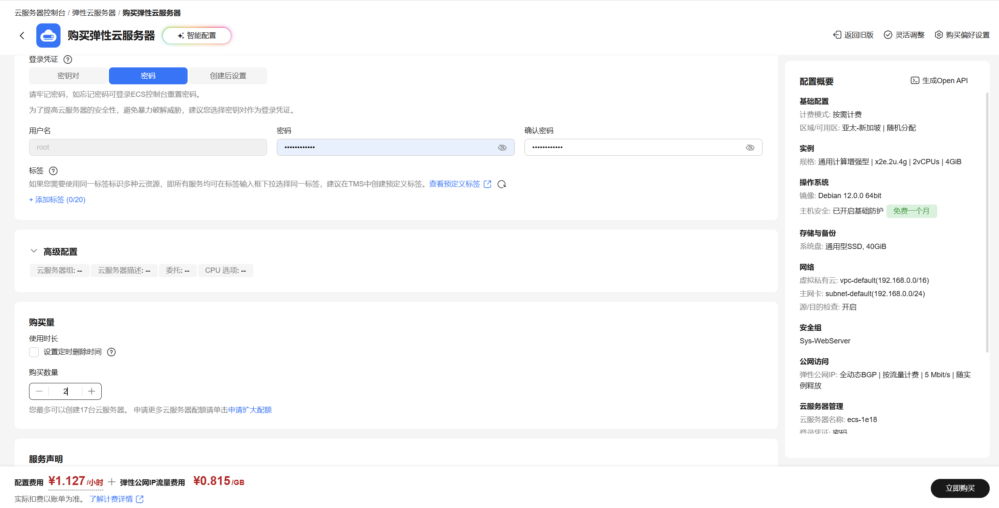 云服务器控制台 / 弹性云服务器 / 购买弹性云服务器
购买弹性云服务器
智能配置
返回旧版
灵活调整
购买偏好设置
登录凭证
密钥对
密码
创建后设置
请牢记密码，如忘记密码可登录ECS控制台重置密码。
为了提高云服务器的安全性，避免暴力破解威胁，建议您选择密钥对作为登录凭证。
用户名
密码
确认密码
root
••••••••••••
••••••••••••
标签
如果您需要使用同一标签标识多种云资源，即所有服务均可在标签输入框下拉选择同一标签，建议在TMS中创建预定义标签。查看预定义标签
+ 添加标签 (0/20)
高级配置
云服务器组: --
云服务器描述: --
委托: --
CPU 选项: --
购买量
使用时长
设置定时删除时间
购买数量
2
您最多可以创建17台云服务器。 申请更多云服务器配额请单击申请扩大配额
服务声明
配置概要
生成Open API
基础配置
计费模式: 按需计费
区域/可用区: 亚太-新加坡 | 随机分配
实例
规格: 通用计算增强型 | x2e.2u.4g | 2vCPUs | 4GiB
操作系统
镜像: Debian 12.0.0 64bit
主机安全: 已开启基础防护 免费一个月
存储与备份
系统盘: 通用型SSD, 40GiB
网络
虚拟私有云: vpc-default(192.168.0.0/16)
主网卡: subnet-default(192.168.0.0/24)
源/目的检查: 开启
安全组
Sys-WebServer
公网访问
弹性公网IP: 全动态BGP | 按流量计费 | 5 Mbit/s | 随实
例释放
云服务器管理
云服务器名称: ecs-1e18
登录凭证: 密码
配置费用 ¥1.127/小时 + 弹性公网IP流量费用 ¥0.815/GB
实际扣费以账单为准。 了解计费详情
立即购买